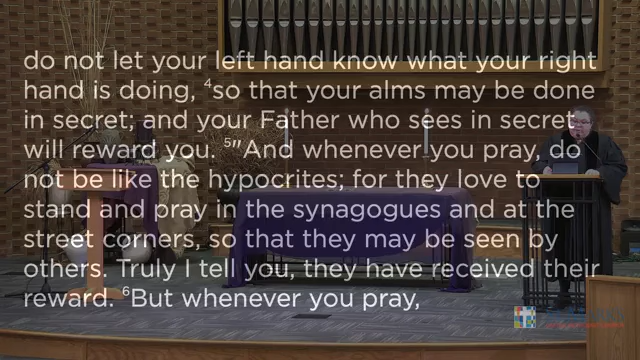 do not let your left hand know what your right
hand is doing, ⁴so that your alms may be done
in secret; and your Father who sees in secret
will reward you. ⁵"And whenever you pray, do
not be like the hypocrites; for they love to
stand and pray in the synagogues and at the
street corners, so that they may be seen by
others. Truly I tell you, they have received their
reward. ⁶But whenever you pray,